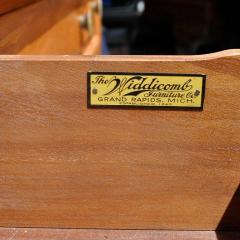 The Widdicomb
Furniture Co.
GRAND RAPIDS, MICH.